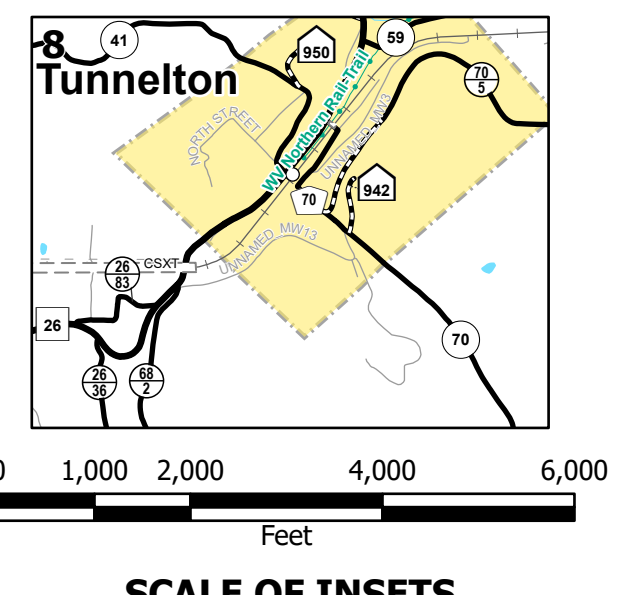 8
Tunnelton
41
950
59
70
5
NORTH STREET
WV Northern Rail-Trail
UNNAMED_MW3
942
70
26
83
CSXT
UNNAMED_MW13
26
70
26
36
68
2
0 1,000 2,000 4,000 6,000
Feet
SCALE OF INSETS